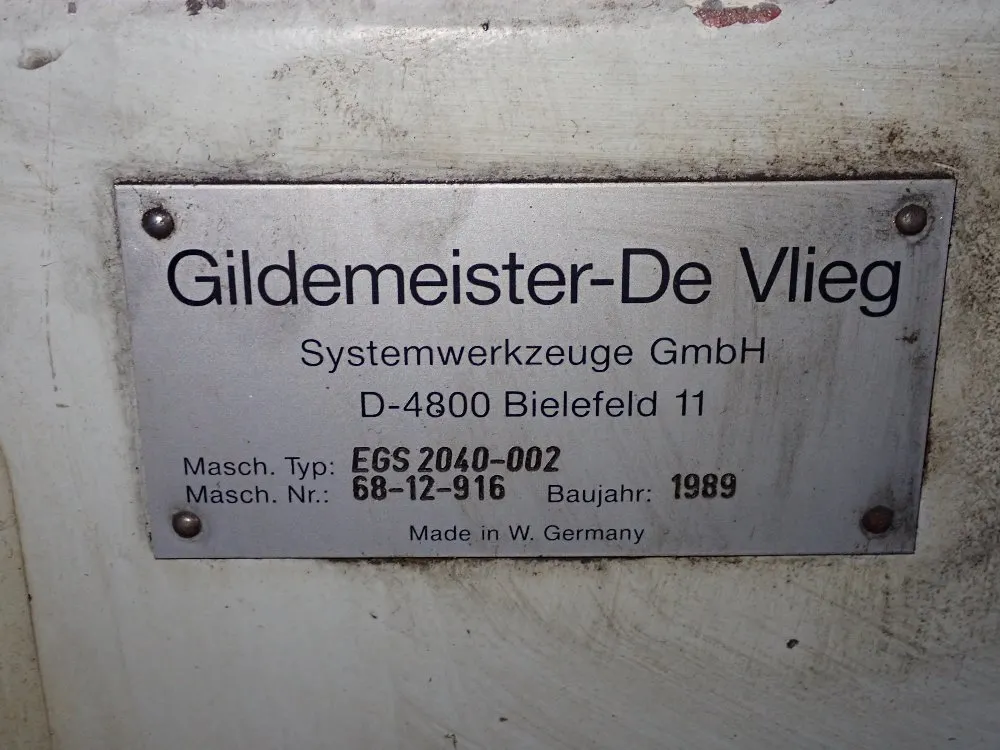 Gildemeister-De Vlieg
Systemwerkzeuge GmbH
D-4800 Bielefeld 11
Masch. Typ: EGS 2040-002
Masch. Nr.: 68-12-916 Baujahr: 1989
Made in W. Germany